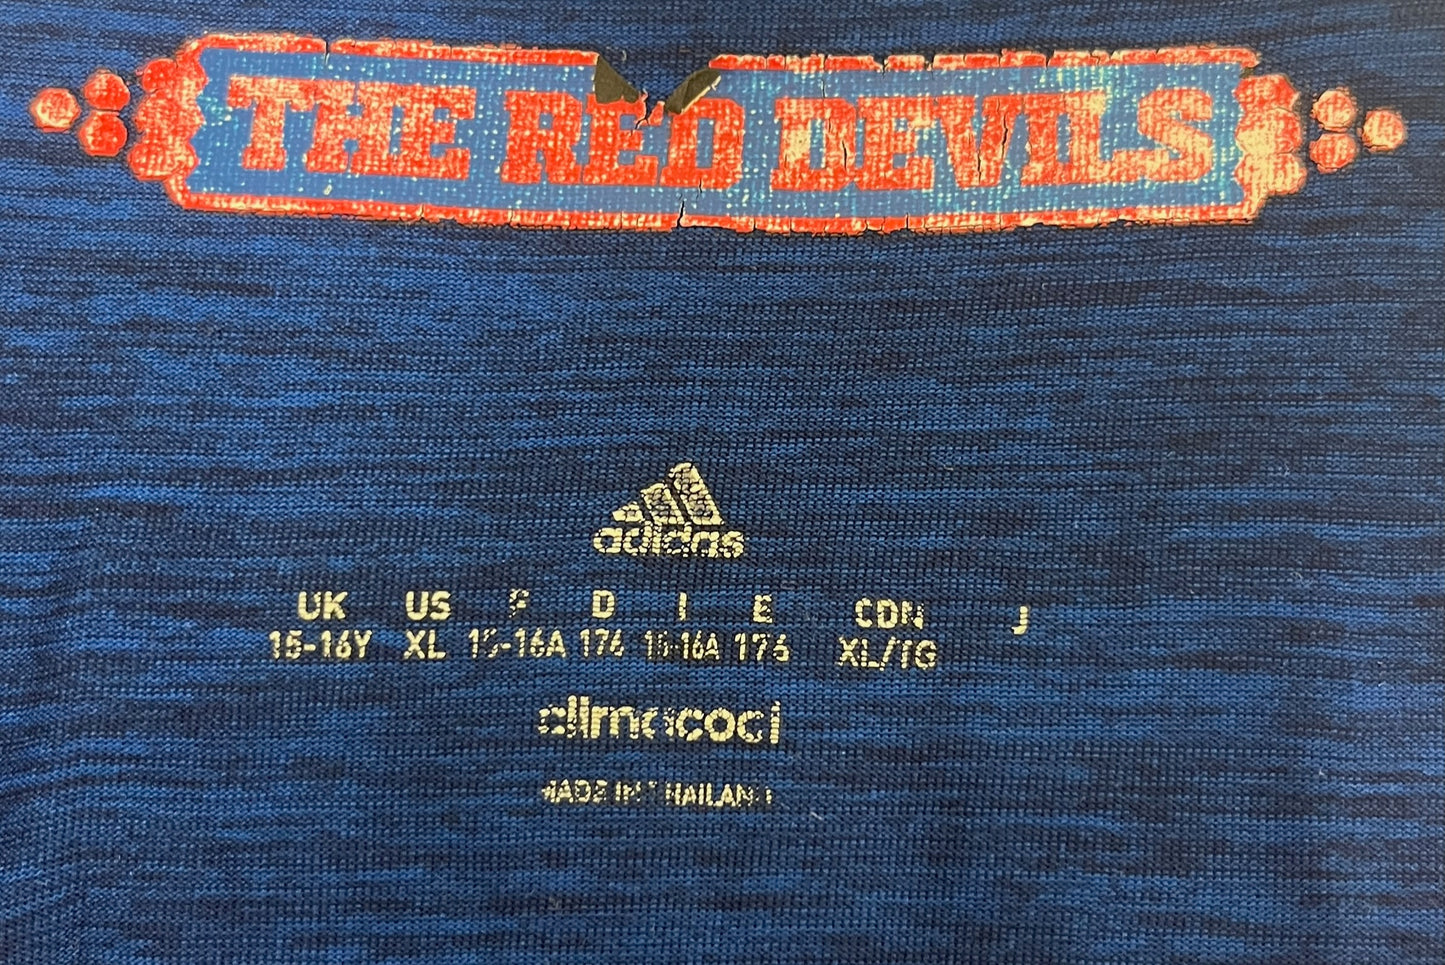 THE RED DEVILS
adidas
UK US F D I E CDN J
15-16Y XL 15-16A 176 15-16A 176 XL/TG
climacool
MADE IN THAILAND